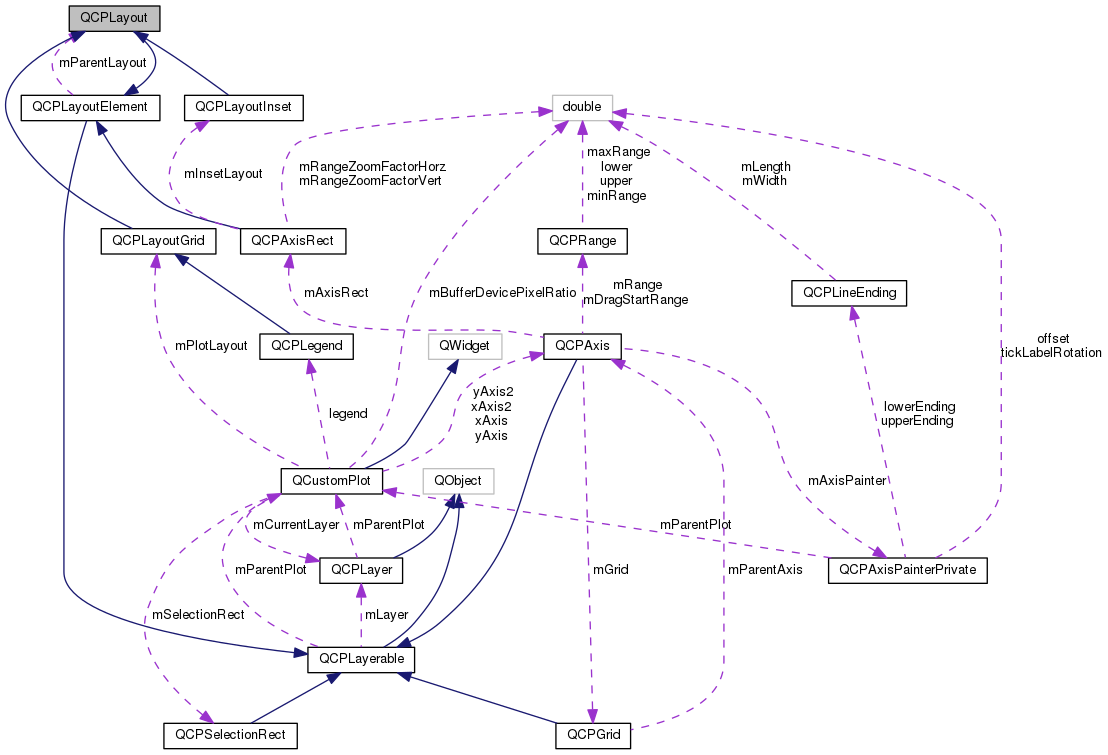 QCPLayout
mParentLayout
QCPLayoutElement
QCPLayoutInset
double
mInsetLayout
mRangeZoomFactorHorz
mRangeZoomFactorVert
maxRange
lower
upper
minRange
mLength
mWidth
QCPLayoutGrid
QCPAxisRect
QCPRange
mAxisRect
mBufferDevicePixelRatio
mRange
mDragStartRange
QCPLineEnding
mPlotLayout
QCPLegend
QWidget
QCPAxis
offset
tickLabelRotation
legend
yAxis2
xAxis2
xAxis
yAxis
lowerEnding
upperEnding
QCustomPlot
QObject
mAxisPainter
mCurrentLayer
mParentPlot
mParentPlot
mParentPlot
QCPLayer
mGrid
mParentAxis
QCPAxisPainterPrivate
mSelectionRect
mLayer
QCPLayerable
QCPSelectionRect
QCPGrid